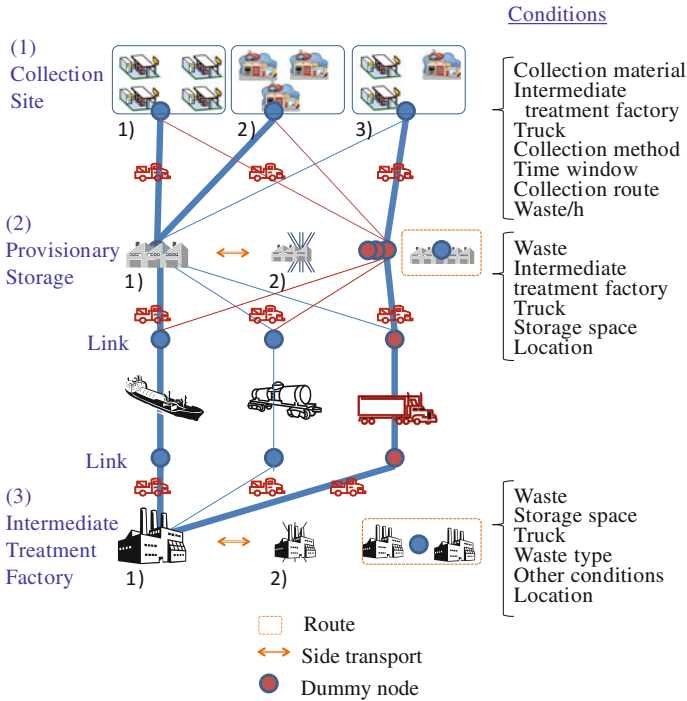 Conditions
(1)
Collection
Site
1)
2)
3)
Collection material
Intermediate
treatment factory
Truck
Collection method
Time window
Collection route
Waste/h
(2)
Provisionary
Storage
1)
2)
Waste
Intermediate
treatment factory
Truck
Storage space
Location
Link
Link
(3)
Intermediate
Treatment
Factory
1)
2)
Waste
Storage space
Truck
Waste type
Other conditions
Location
Route
Side transport
Dummy node